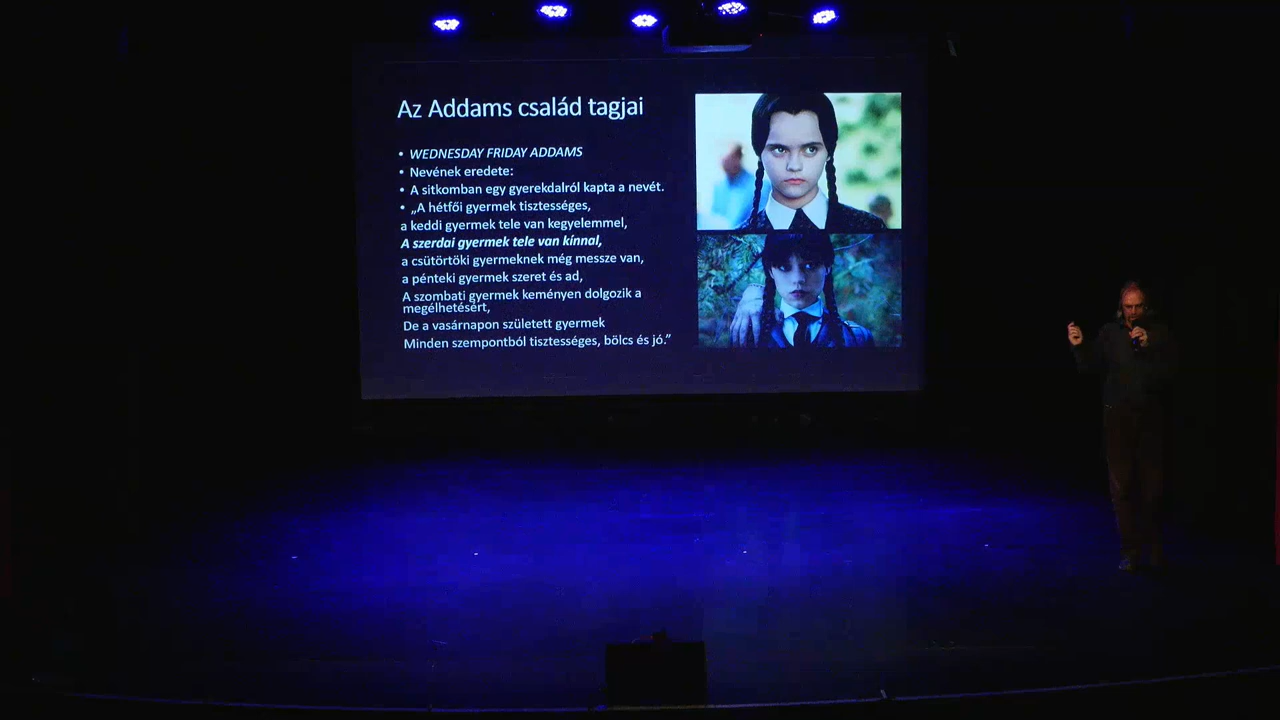 Az Addams család tagjai
• WEDNESDAY FRIDAY ADDAMS
• Nevének eredete:
• A sitkomban egy gyerekdalról kapta a nevét.
• „A hétfői gyermek tisztességes,
a keddi gyermek tele van kegyelemmel,
A szerdai gyermek tele van kínnal,
a csütörtöki gyermeknek még messze van,
a pénteki gyermek szeret és ad,
A szombati gyermek keményen dolgozik a
megélhetésért,
De a vasárnapon született gyermek
Minden szempontból tisztességes, bölcs és jó.”